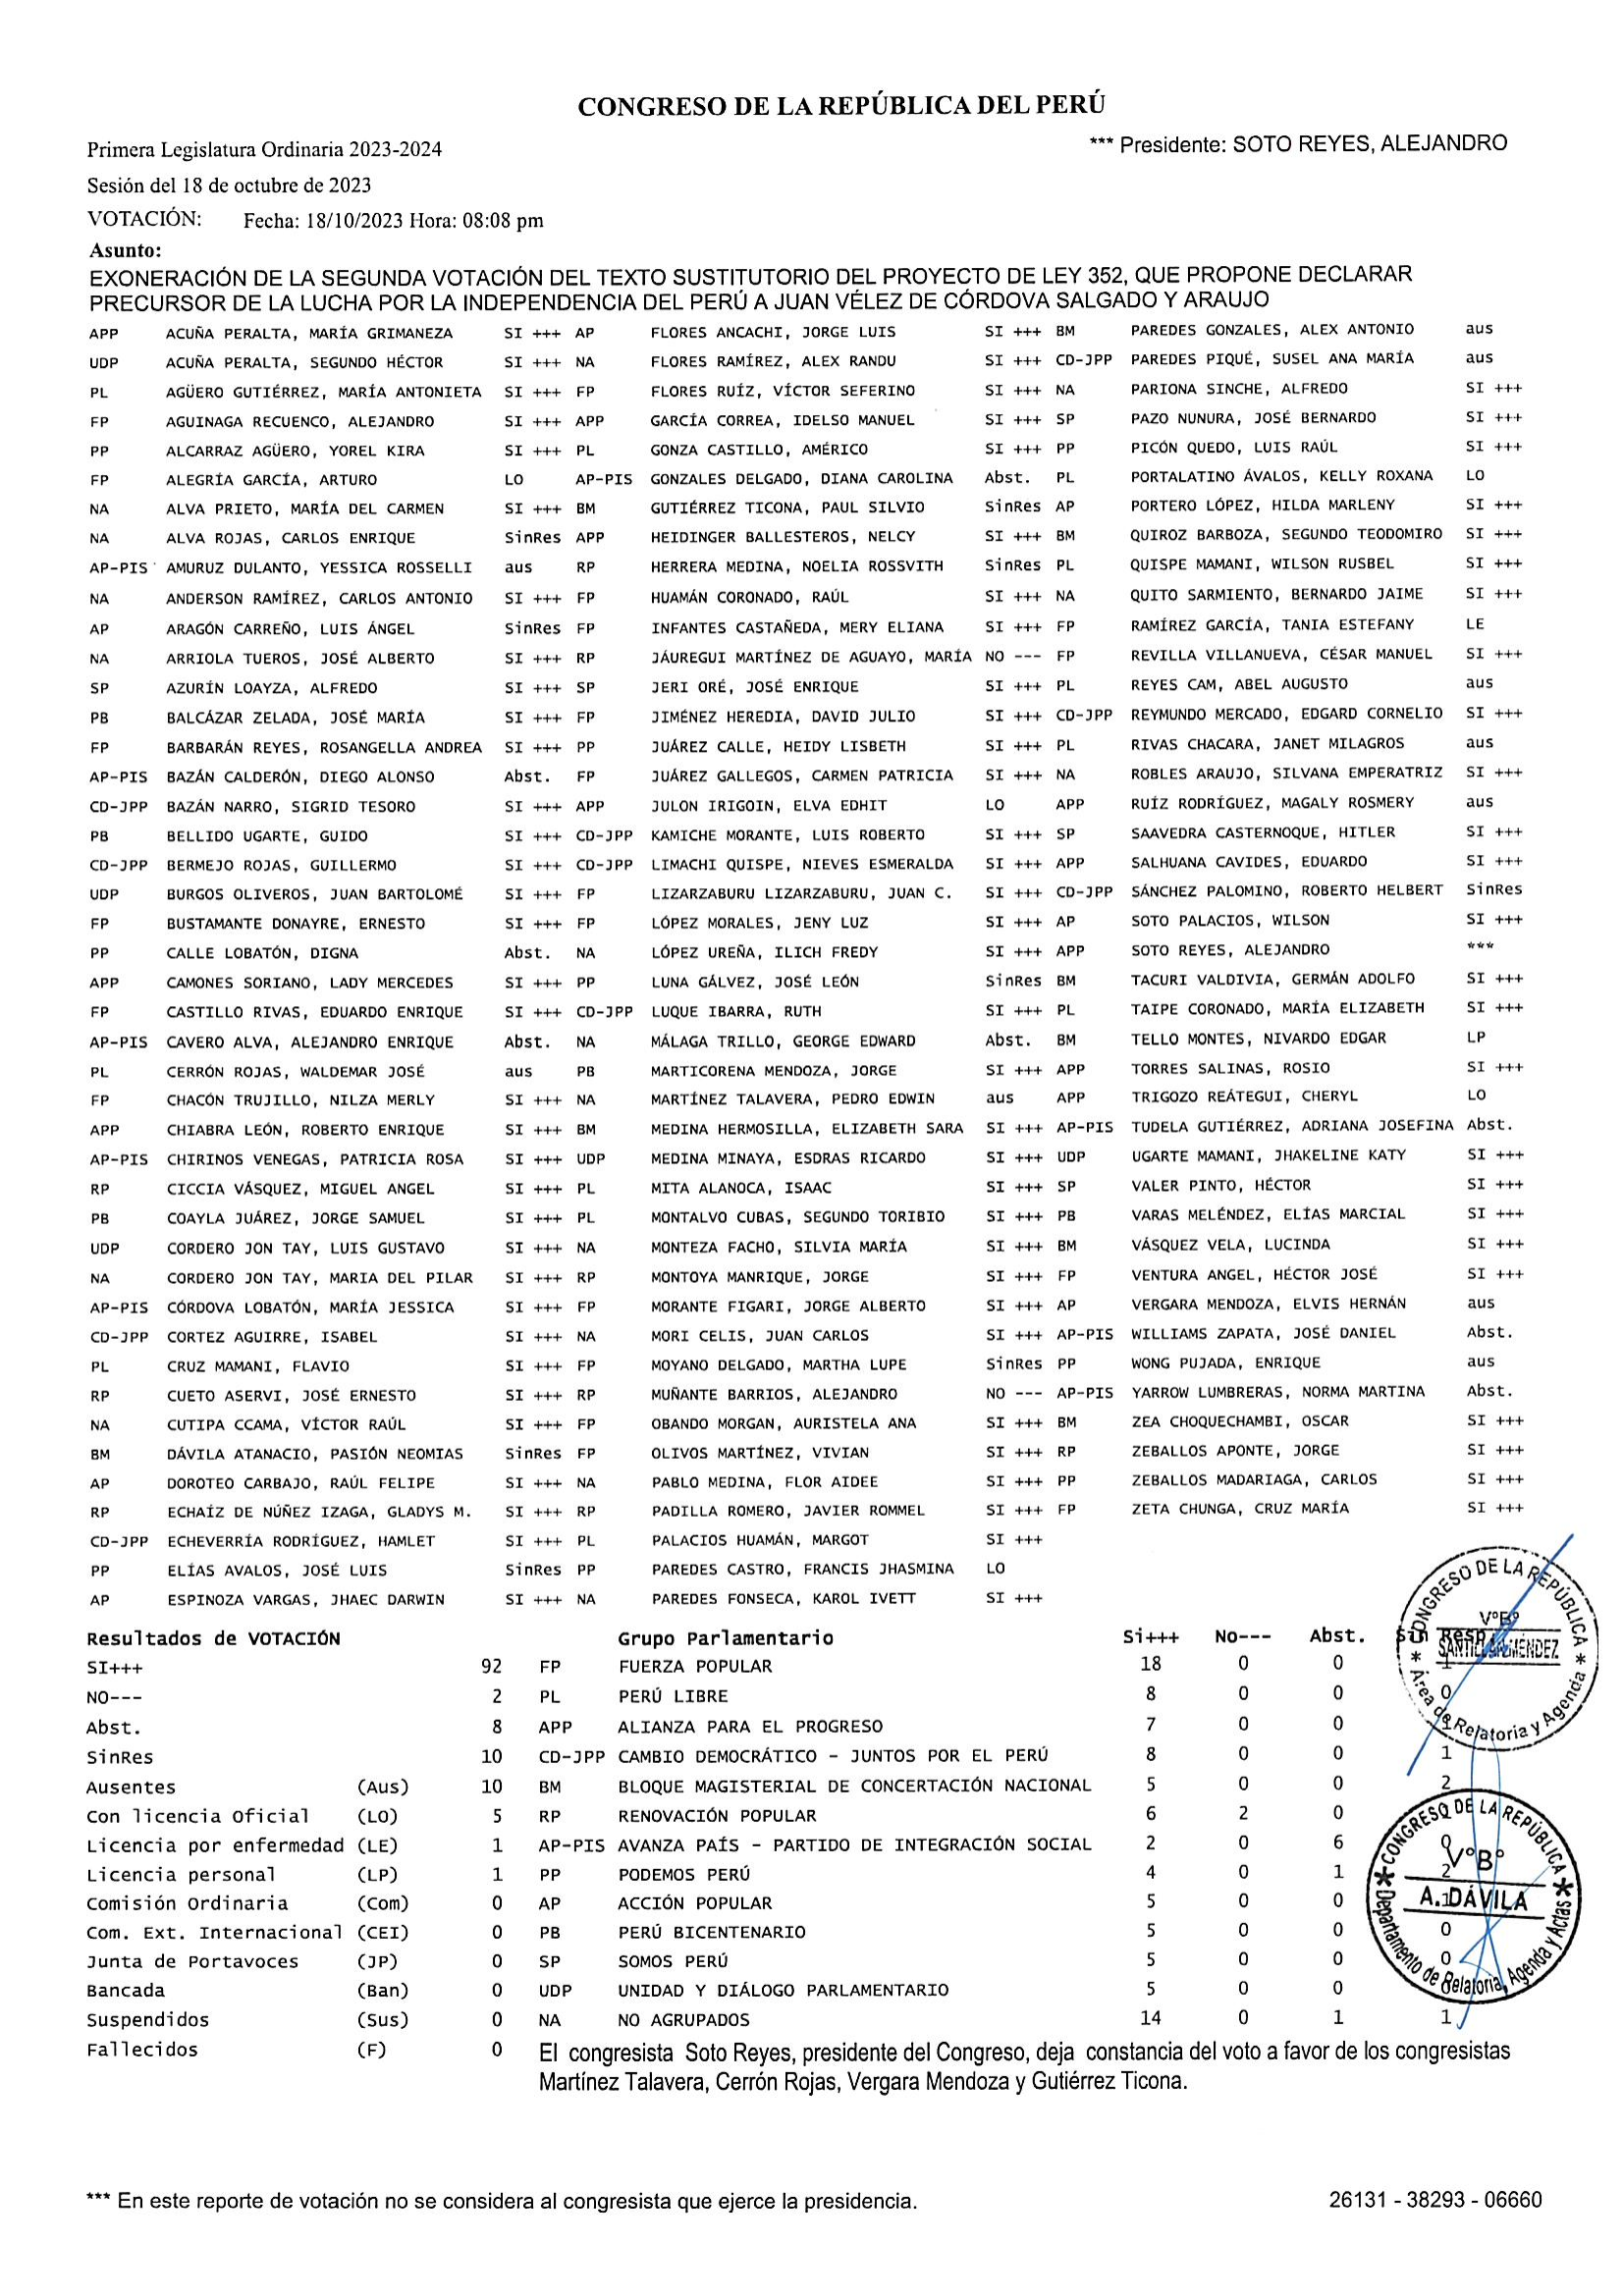 CONGRESO DE LA REPÚBLICA DEL PERÚ
Primera Legislatura Ordinaria 2023-2024 *** Presidente: SOTO REYES, ALEJANDRO
Sesión del 18 de octubre de 2023
VOTACIÓN: Fecha: 18/10/2023 Hora: 08:08 pm
Asunto:
EXONERACIÓN DE LA SEGUNDA VOTACIÓN DEL TEXTO SUSTITUTORIO DEL PROYECTO DE LEY 352, QUE PROPONE DECLARAR
PRECURSOR DE LA LUCHA POR LA INDEPENDENCIA DEL PERÚ A JUAN VÉLEZ DE CÓRDOVA SALGADO Y ARAUJO
APP ACUÑA PERALTA, MARÍA GRIMANEZA SI +++ AP FLORES ANCACHI, JORGE LUIS SI +++ BM PAREDES GONZALES, ALEX ANTONIO aus
UDP ACUÑA PERALTA, SEGUNDO HÉCTOR SI +++ NA FLORES RAMÍREZ, ALEX RANDU SI +++ CD-JPP PAREDES PIQUÉ, SUSEL ANA MARÍA aus
PL AGÜERO GUTIÉRREZ, MARÍA ANTONIETA SI +++ FP FLORES RUÍZ, VÍCTOR SEFERINO SI +++ NA PARIONA SINCHE, ALFREDO SI +++
FP AGUINAGA RECUENCO, ALEJANDRO SI +++ APP GARCÍA CORREA, IDELSO MANUEL SI +++ SP PAZO NUNURA, JOSÉ BERNARDO SI +++
PP ALCARRAZ AGÜERO, YOREL KIRA SI +++ PL GONZA CASTILLO, AMÉRICO SI +++ PP PICÓN QUEDO, LUIS RAÚL SI +++
FP ALEGRÍA GARCÍA, ARTURO LO AP-PIS GONZALES DELGADO, DIANA CAROLINA Abst. PL PORTALATINO ÁVALOS, KELLY ROXANA LO
NA ALVA PRIETO, MARÍA DEL CARMEN SI +++ BM GUTIÉRREZ TICONA, PAUL SILVIO SinRes AP PORTERO LÓPEZ, HILDA MARLENY SI +++
NA ALVA ROJAS, CARLOS ENRIQUE SinRes APP HEIDINGER BALLESTEROS, NELCY SI +++ BM QUIROZ BARBOZA, SEGUNDO TEODOMIRO SI +++
AP-PIS AMURUZ DULANTO, YESSICA ROSSELLI aus RP HERRERA MEDINA, NOELIA ROSSVITH SinRes PL QUISPE MAMANI, WILSON RUSBEL SI +++
NA ANDERSON RAMÍREZ, CARLOS ANTONIO SI +++ FP HUAMÁN CORONADO, RAÚL SI +++ NA QUITO SARMIENTO, BERNARDO JAIME SI +++
AP ARAGÓN CARREÑO, LUIS ÁNGEL SinRes FP INFANTES CASTAÑEDA, MERY ELIANA SI +++ FP RAMÍREZ GARCÍA, TANIA ESTEFANY LE
NA ARRIOLA TUEROS, JOSÉ ALBERTO SI +++ RP JÁUREGUI MARTÍNEZ DE AGUAYO, MARÍA NO --- FP REVILLA VILLANUEVA, CÉSAR MANUEL SI +++
SP AZURÍN LOAYZA, ALFREDO SI +++ SP JERI ORÉ, JOSÉ ENRIQUE SI +++ PL REYES CAM, ABEL AUGUSTO aus
PB BALCÁZAR ZELADA, JOSÉ MARÍA SI +++ FP JIMÉNEZ HEREDIA, DAVID JULIO SI +++ CD-JPP REYMUNDO MERCADO, EDGARD CORNELIO SI +++
FP BARBARÁN REYES, ROSANGELLA ANDREA SI +++ PP JUÁREZ CALLE, HEIDY LISBETH SI +++ PL RIVAS CHACARA, JANET MILAGROS aus
AP-PIS BAZÁN CALDERÓN, DIEGO ALONSO Abst. FP JUÁREZ GALLEGOS, CARMEN PATRICIA SI +++ NA ROBLES ARAUJO, SILVANA EMPERATRIZ SI +++
CD-JPP BAZÁN NARRO, SIGRID TESORO SI +++ APP JULON IRIGOIN, ELVA EDHIT LO APP RUÍZ RODRÍGUEZ, MAGALY ROSMERY aus
PB BELLIDO UGARTE, GUIDO SI +++ CD-JPP KAMICHE MORANTE, LUIS ROBERTO SI +++ SP SAAVEDRA CASTERNOQUE, HITLER SI +++
CD-JPP BERMEJO ROJAS, GUILLERMO SI +++ CD-JPP LIMACHI QUISPE, NIEVES ESMERALDA SI +++ APP SALHUANA CAVIDES, EDUARDO SI +++
UDP BURGOS OLIVEROS, JUAN BARTOLOMÉ SI +++ FP LIZARZABURU LIZARZABURU, JUAN C. SI +++ CD-JPP SÁNCHEZ PALOMINO, ROBERTO HELBERT SinRes
FP BUSTAMANTE DONAYRE, ERNESTO SI +++ FP LÓPEZ MORALES, JENY LUZ SI +++ AP SOTO PALACIOS, WILSON SI +++
PP CALLE LOBATÓN, DIGNA Abst. NA LÓPEZ UREÑA, ILICH FREDY SI +++ APP SOTO REYES, ALEJANDRO ***
APP CAMONES SORIANO, LADY MERCEDES SI +++ PP LUNA GÁLVEZ, JOSÉ LEÓN SinRes BM TACURI VALDIVIA, GERMÁN ADOLFO SI +++
FP CASTILLO RIVAS, EDUARDO ENRIQUE SI +++ CD-JPP LUQUE IBARRA, RUTH SI +++ PL TAIPE CORONADO, MARÍA ELIZABETH SI +++
AP-PIS CAVERO ALVA, ALEJANDRO ENRIQUE Abst. NA MÁLAGA TRILLO, GEORGE EDWARD Abst. BM TELLO MONTES, NIVARDO EDGAR LP
PL CERRÓN ROJAS, WALDEMAR JOSÉ aus PB MARTICORENA MENDOZA, JORGE SI +++ APP TORRES SALINAS, ROSIO SI +++
FP CHACÓN TRUJILLO, NILZA MERLY SI +++ NA MARTÍNEZ TALAVERA, PEDRO EDWIN aus APP TRIGOZO REÁTEGUI, CHERYL LO
APP CHIABRA LEÓN, ROBERTO ENRIQUE SI +++ BM MEDINA HERMOSILLA, ELIZABETH SARA SI +++ AP-PIS TUDELA GUTIÉRREZ, ADRIANA JOSEFINA Abst.
AP-PIS CHIRINOS VENEGAS, PATRICIA ROSA SI +++ UDP MEDINA MINAYA, ESDRAS RICARDO SI +++ UDP UGARTE MAMANI, JHAKELINE KATY SI +++
RP CICCIA VÁSQUEZ, MIGUEL ANGEL SI +++ PL MITA ALANOCA, ISAAC SI +++ SP VALER PINTO, HÉCTOR SI +++
PB COAYLA JUÁREZ, JORGE SAMUEL SI +++ PL MONTALVO CUBAS, SEGUNDO TORIBIO SI +++ PB VARAS MELÉNDEZ, ELÍAS MARCIAL SI +++
UDP CORDERO JON TAY, LUIS GUSTAVO SI +++ NA MONTEZA FACHO, SILVIA MARÍA SI +++ BM VÁSQUEZ VELA, LUCINDA SI +++
NA CORDERO JON TAY, MARIA DEL PILAR SI +++ RP MONTOYA MANRIQUE, JORGE SI +++ FP VENTURA ANGEL, HÉCTOR JOSÉ SI +++
AP-PIS CÓRDOVA LOBATÓN, MARÍA JESSICA SI +++ FP MORANTE FIGARI, JORGE ALBERTO SI +++ AP VERGARA MENDOZA, ELVIS HERNÁN aus
CD-JPP CORTEZ AGUIRRE, ISABEL SI +++ NA MORI CELIS, JUAN CARLOS SI +++ AP-PIS WILLIAMS ZAPATA, JOSÉ DANIEL Abst.
PL CRUZ MAMANI, FLAVIO SI +++ FP MOYANO DELGADO, MARTHA LUPE SinRes PP WONG PUJADA, ENRIQUE aus
RP CUETO ASERVI, JOSÉ ERNESTO SI +++ RP MUÑANTE BARRIOS, ALEJANDRO NO --- AP-PIS YARROW LUMBRERAS, NORMA MARTINA Abst.
NA CUTIPA CCAMA, VÍCTOR RAÚL SI +++ FP OBANDO MORGAN, AURISTELA ANA SI +++ BM ZEA CHOQUECHAMBI, OSCAR SI +++
BM DÁVILA ATANACIO, PASIÓN NEOMIAS SinRes FP OLIVOS MARTÍNEZ, VIVIAN SI +++ RP ZEBALLOS APONTE, JORGE SI +++
AP DOROTEO CARBAJO, RAÚL FELIPE SI +++ NA PABLO MEDINA, FLOR AIDEE SI +++ PP ZEBALLOS MADARIAGA, CARLOS SI +++
RP ECHAÍZ DE NÚÑEZ IZAGA, GLADYS M. SI +++ RP PADILLA ROMERO, JAVIER ROMMEL SI +++ FP ZETA CHUNGA, CRUZ MARÍA SI +++
CD-JPP ECHEVERRÍA RODRÍGUEZ, HAMLET SI +++ PL PALACIOS HUAMÁN, MARGOT SI +++
PP ELÍAS AVALOS, JOSÉ LUIS SinRes PP PAREDES CASTRO, FRANCIS JHASMINA LO
AP ESPINOZA VARGAS, JHAEC DARWIN SI +++ NA PAREDES FONSECA, KAROL IVETT SI +++
Resultados de VOTACIÓN Grupo Parlamentario Si+++ No--- Abst. Sin Resp.
SI+++ 92 FP FUERZA POPULAR 18 0 0 1
NO--- 2 PL PERÚ LIBRE 8 0 0 0
Abst. 8 APP ALIANZA PARA EL PROGRESO 7 0 0
SinRes 10 CD-JPP CAMBIO DEMOCRÁTICO - JUNTOS POR EL PERÚ 8 0 0 1
Ausentes (Aus) 10 BM BLOQUE MAGISTERIAL DE CONCERTACIÓN NACIONAL 5 0 0 2
Con licencia Oficial (LO) 5 RP RENOVACIÓN POPULAR 6 2 0 1
Licencia por enfermedad (LE) 1 AP-PIS AVANZA PAÍS - PARTIDO DE INTEGRACIÓN SOCIAL 2 0 6 0
Licencia personal (LP) 1 PP PODEMOS PERÚ 4 0 1 2
Comisión Ordinaria (Com) 0 AP ACCIÓN POPULAR 5 0 0 1
Com. Ext. Internacional (CEI) 0 PB PERÚ BICENTENARIO 5 0 0 0
Junta de Portavoces (JP) 0 SP SOMOS PERÚ 5 0 0 0
Bancada (Ban) 0 UDP UNIDAD Y DIÁLOGO PARLAMENTARIO 5 0 0 0
Suspendidos (Sus) 0 NA NO AGRUPADOS 14 0 1 1
Fallecidos (F) 0 El congresista Soto Reyes, presidente del Congreso, deja constancia del voto a favor de los congresistas
Martínez Talavera, Cerrón Rojas, Vergara Mendoza y Gutiérrez Ticona.
CONGRESO DE LA REPÚBLICA
V°B°
Área de Relatoria y Agenda
CONGRESO DE LA REPÚBLICA
V°B°
A. DÁVILA
Departamento de Relatoria, Agenda y Actas
*** En este reporte de votación no se considera al congresista que ejerce la presidencia. 26131 - 38293 - 06660